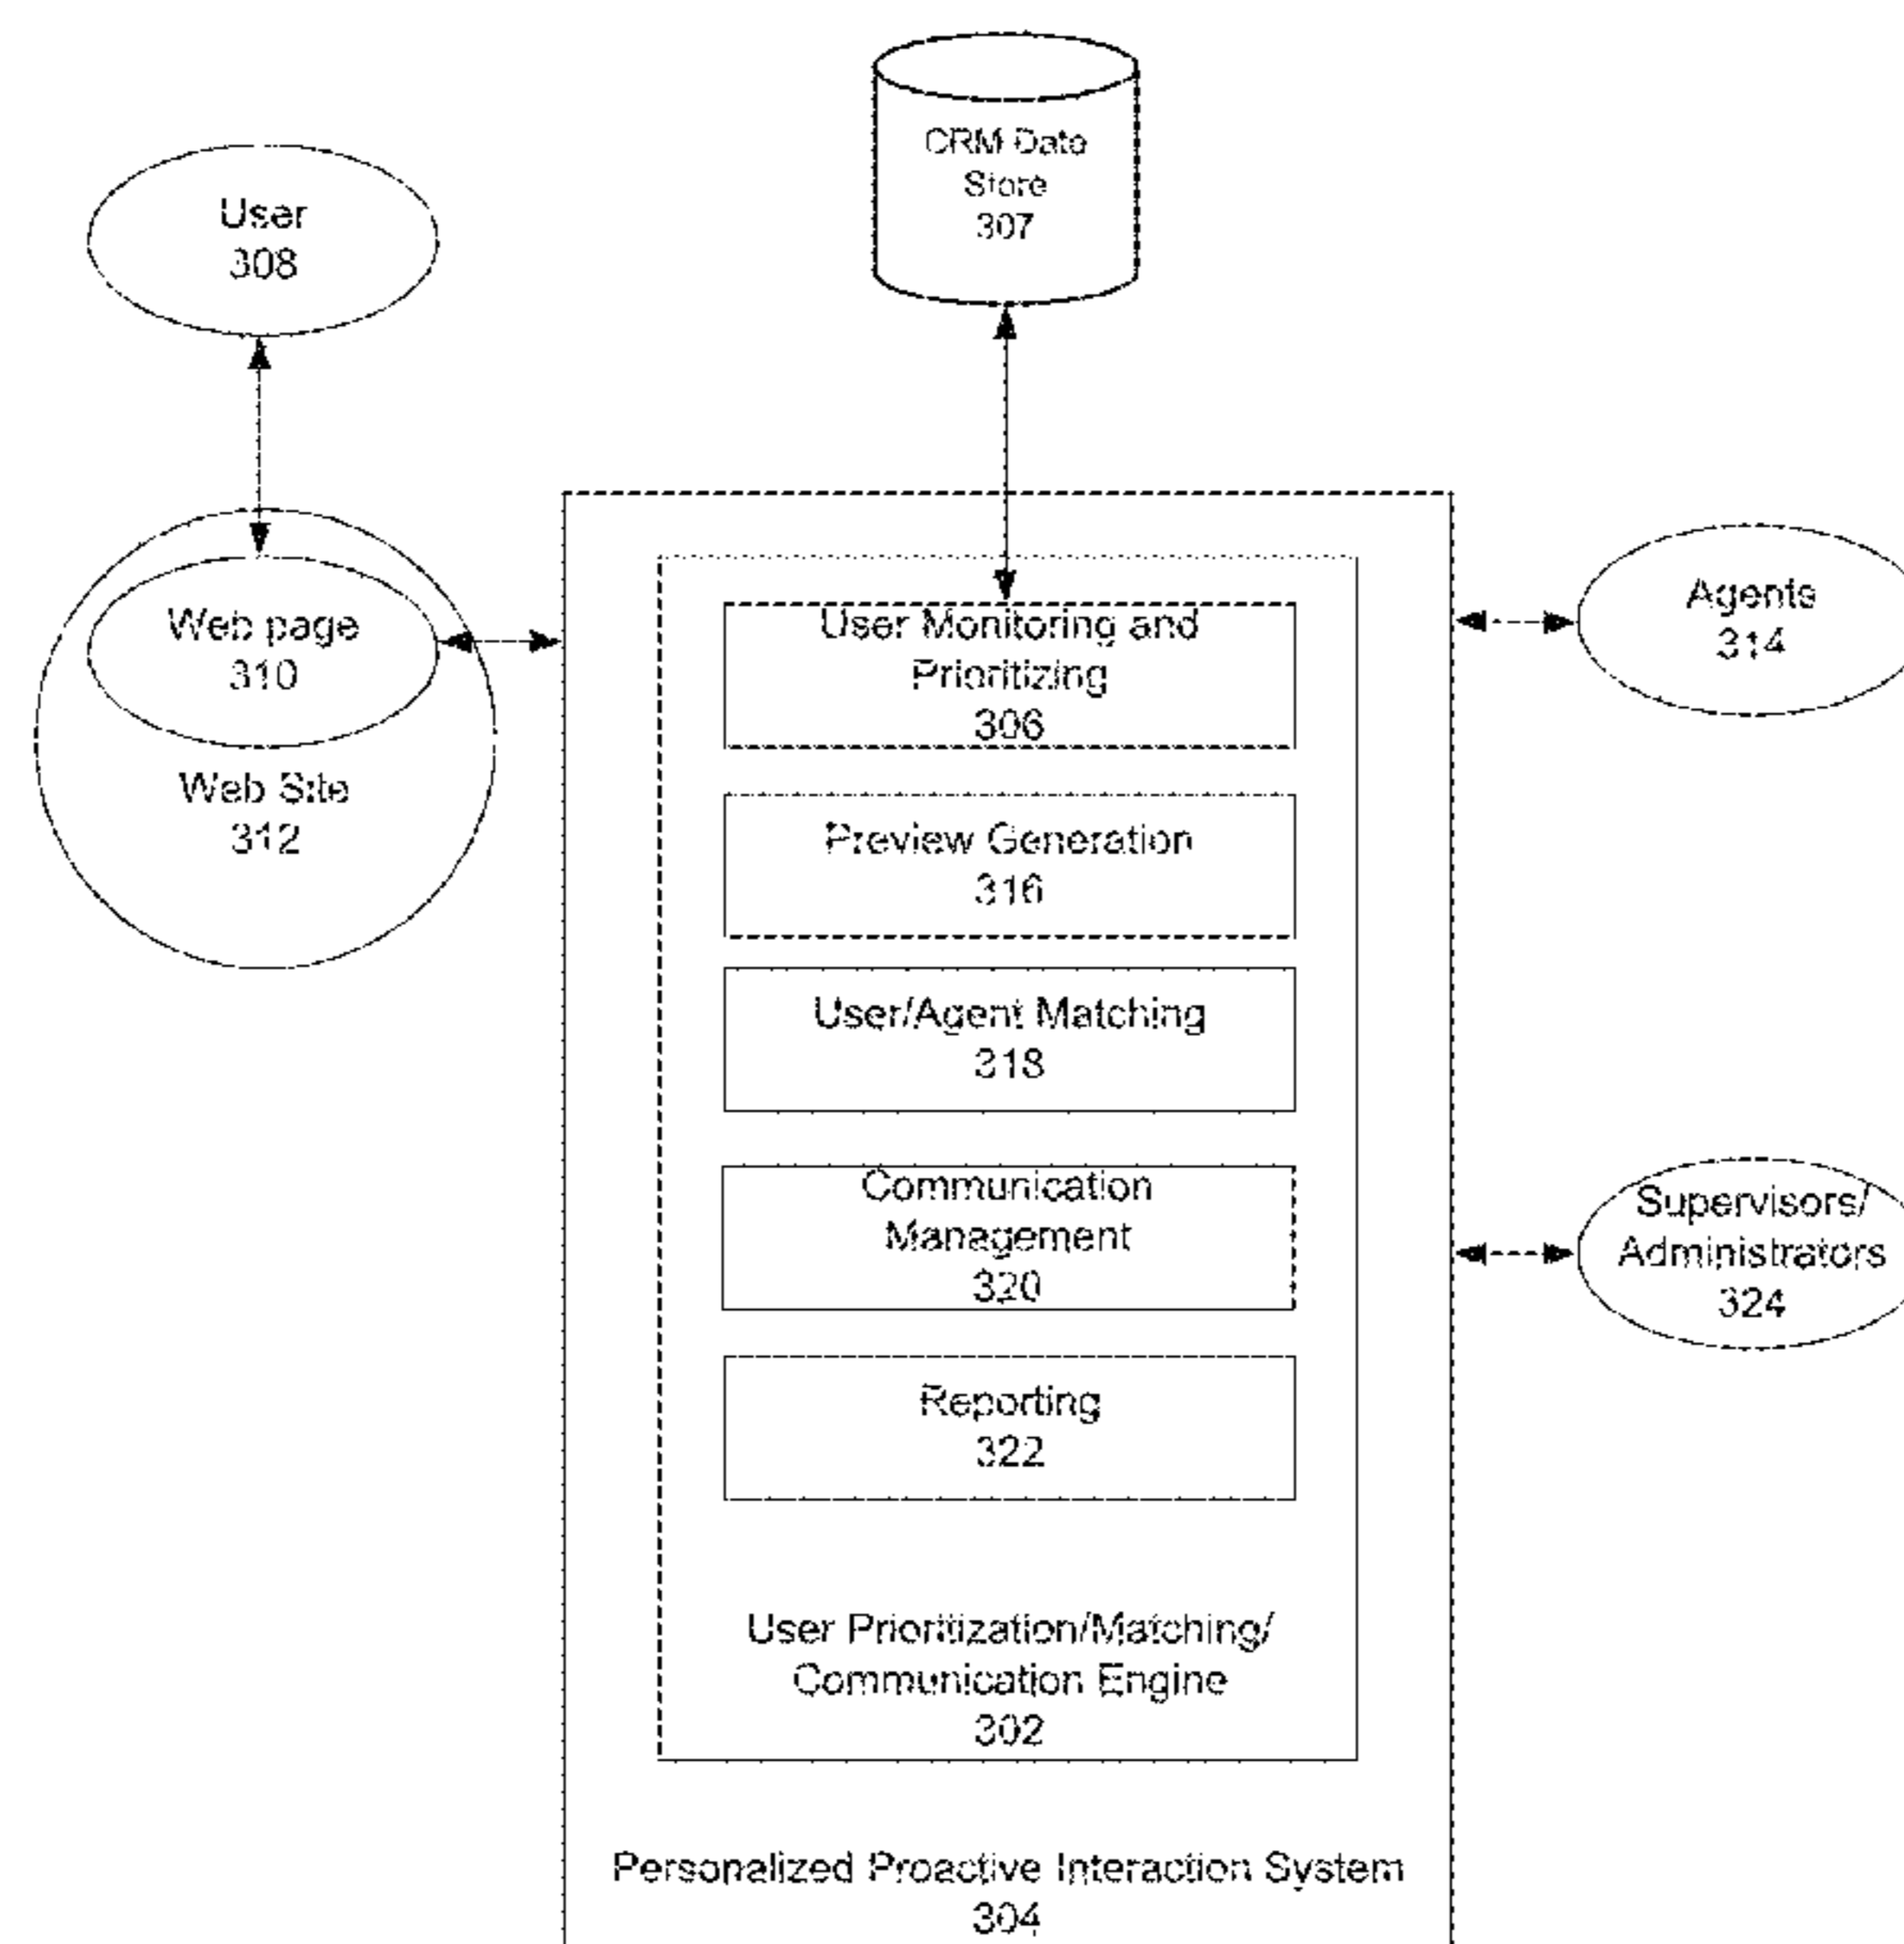 CRM Date
Store
307
User
308
Web page
310
Web Site
312
User Monitoring and
Prioritizing
306
Preview Generation
316
User/Agent Matching
318
Communication
Management
320
Reporting
322
User Prioritization/Matching/
Communication Engine
302
Personalized Proactive Interaction System
304
Agents
314
Supervisors/
Administrators
324